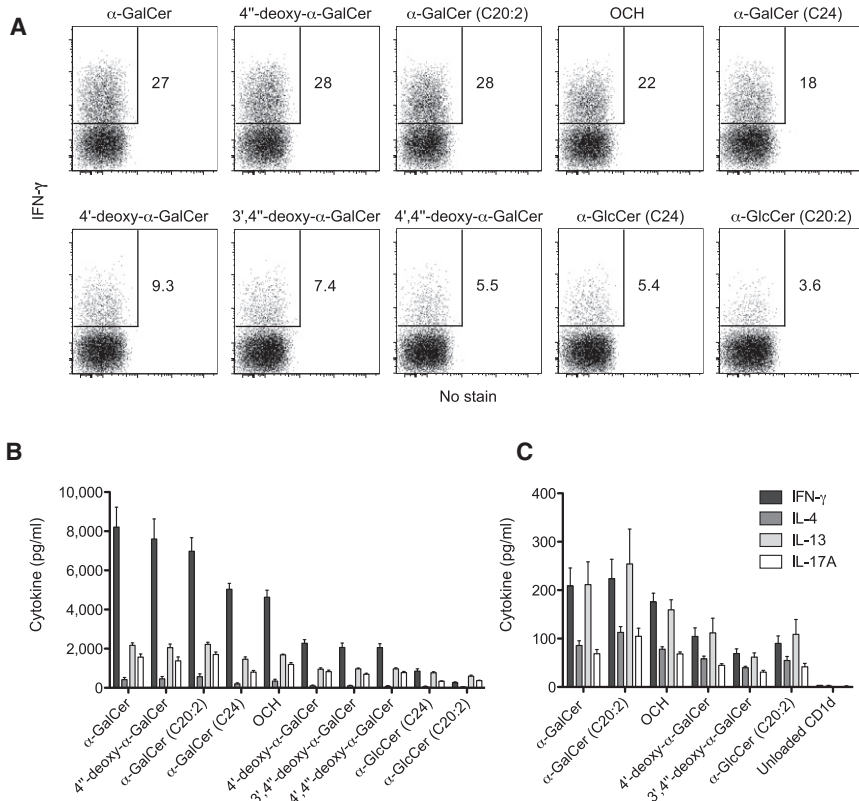 A
α-GalCer
4"-deoxy-α-GalCer
α-GalCer (C20:2)
OCH
α-GalCer (C24)
27
28
28
22
18
IFN-γ
4'-deoxy-α-GalCer
3',4"-deoxy-α-GalCer
4',4"-deoxy-α-GalCer
α-GlcCer (C24)
α-GlcCer (C20:2)
9.3
7.4
5.5
5.4
3.6
No stain
B
Cytokine (pg/ml)
10,000
8,000
6,000
4,000
2,000
0
α-GalCer
4"-deoxy-α-GalCer
α-GalCer (C20:2)
α-GalCer (C24)
OCH
4'-deoxy-α-GalCer
3',4"-deoxy-α-GalCer
4',4"-deoxy-α-GalCer
α-GlcCer (C24)
α-GlcCer (C20:2)
C
Cytokine (pg/ml)
400
300
200
100
0
IFN-γ
IL-4
IL-13
IL-17A
α-GalCer
α-GalCer (C20:2)
OCH
4'-deoxy-α-GalCer
3',4"-deoxy-α-GalCer
α-GlcCer (C20:2)
Unloaded CD1d